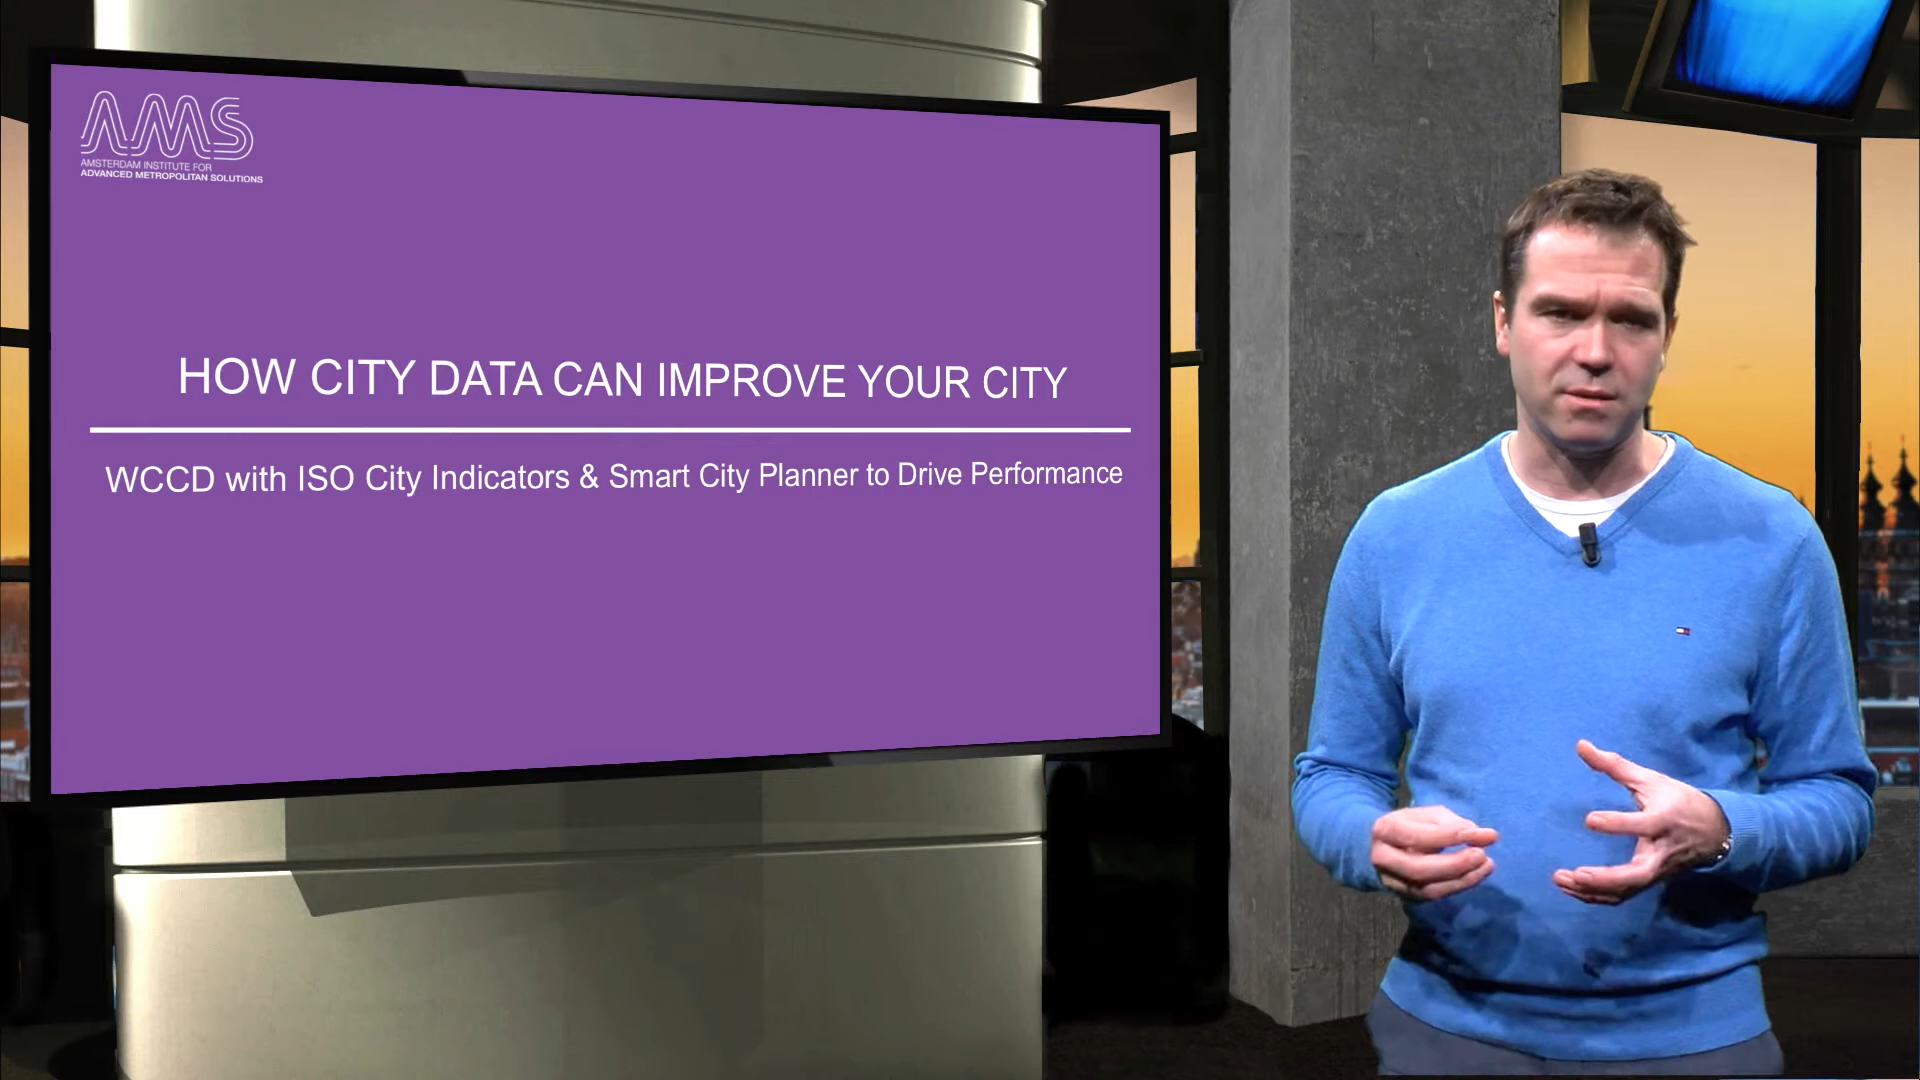 AMS
AMSTERDAM INSTITUTE FOR
ADVANCED METROPOLITAN SOLUTIONS
HOW CITY DATA CAN IMPROVE YOUR CITY
WCCD with ISO City Indicators & Smart City Planner to Drive Performance